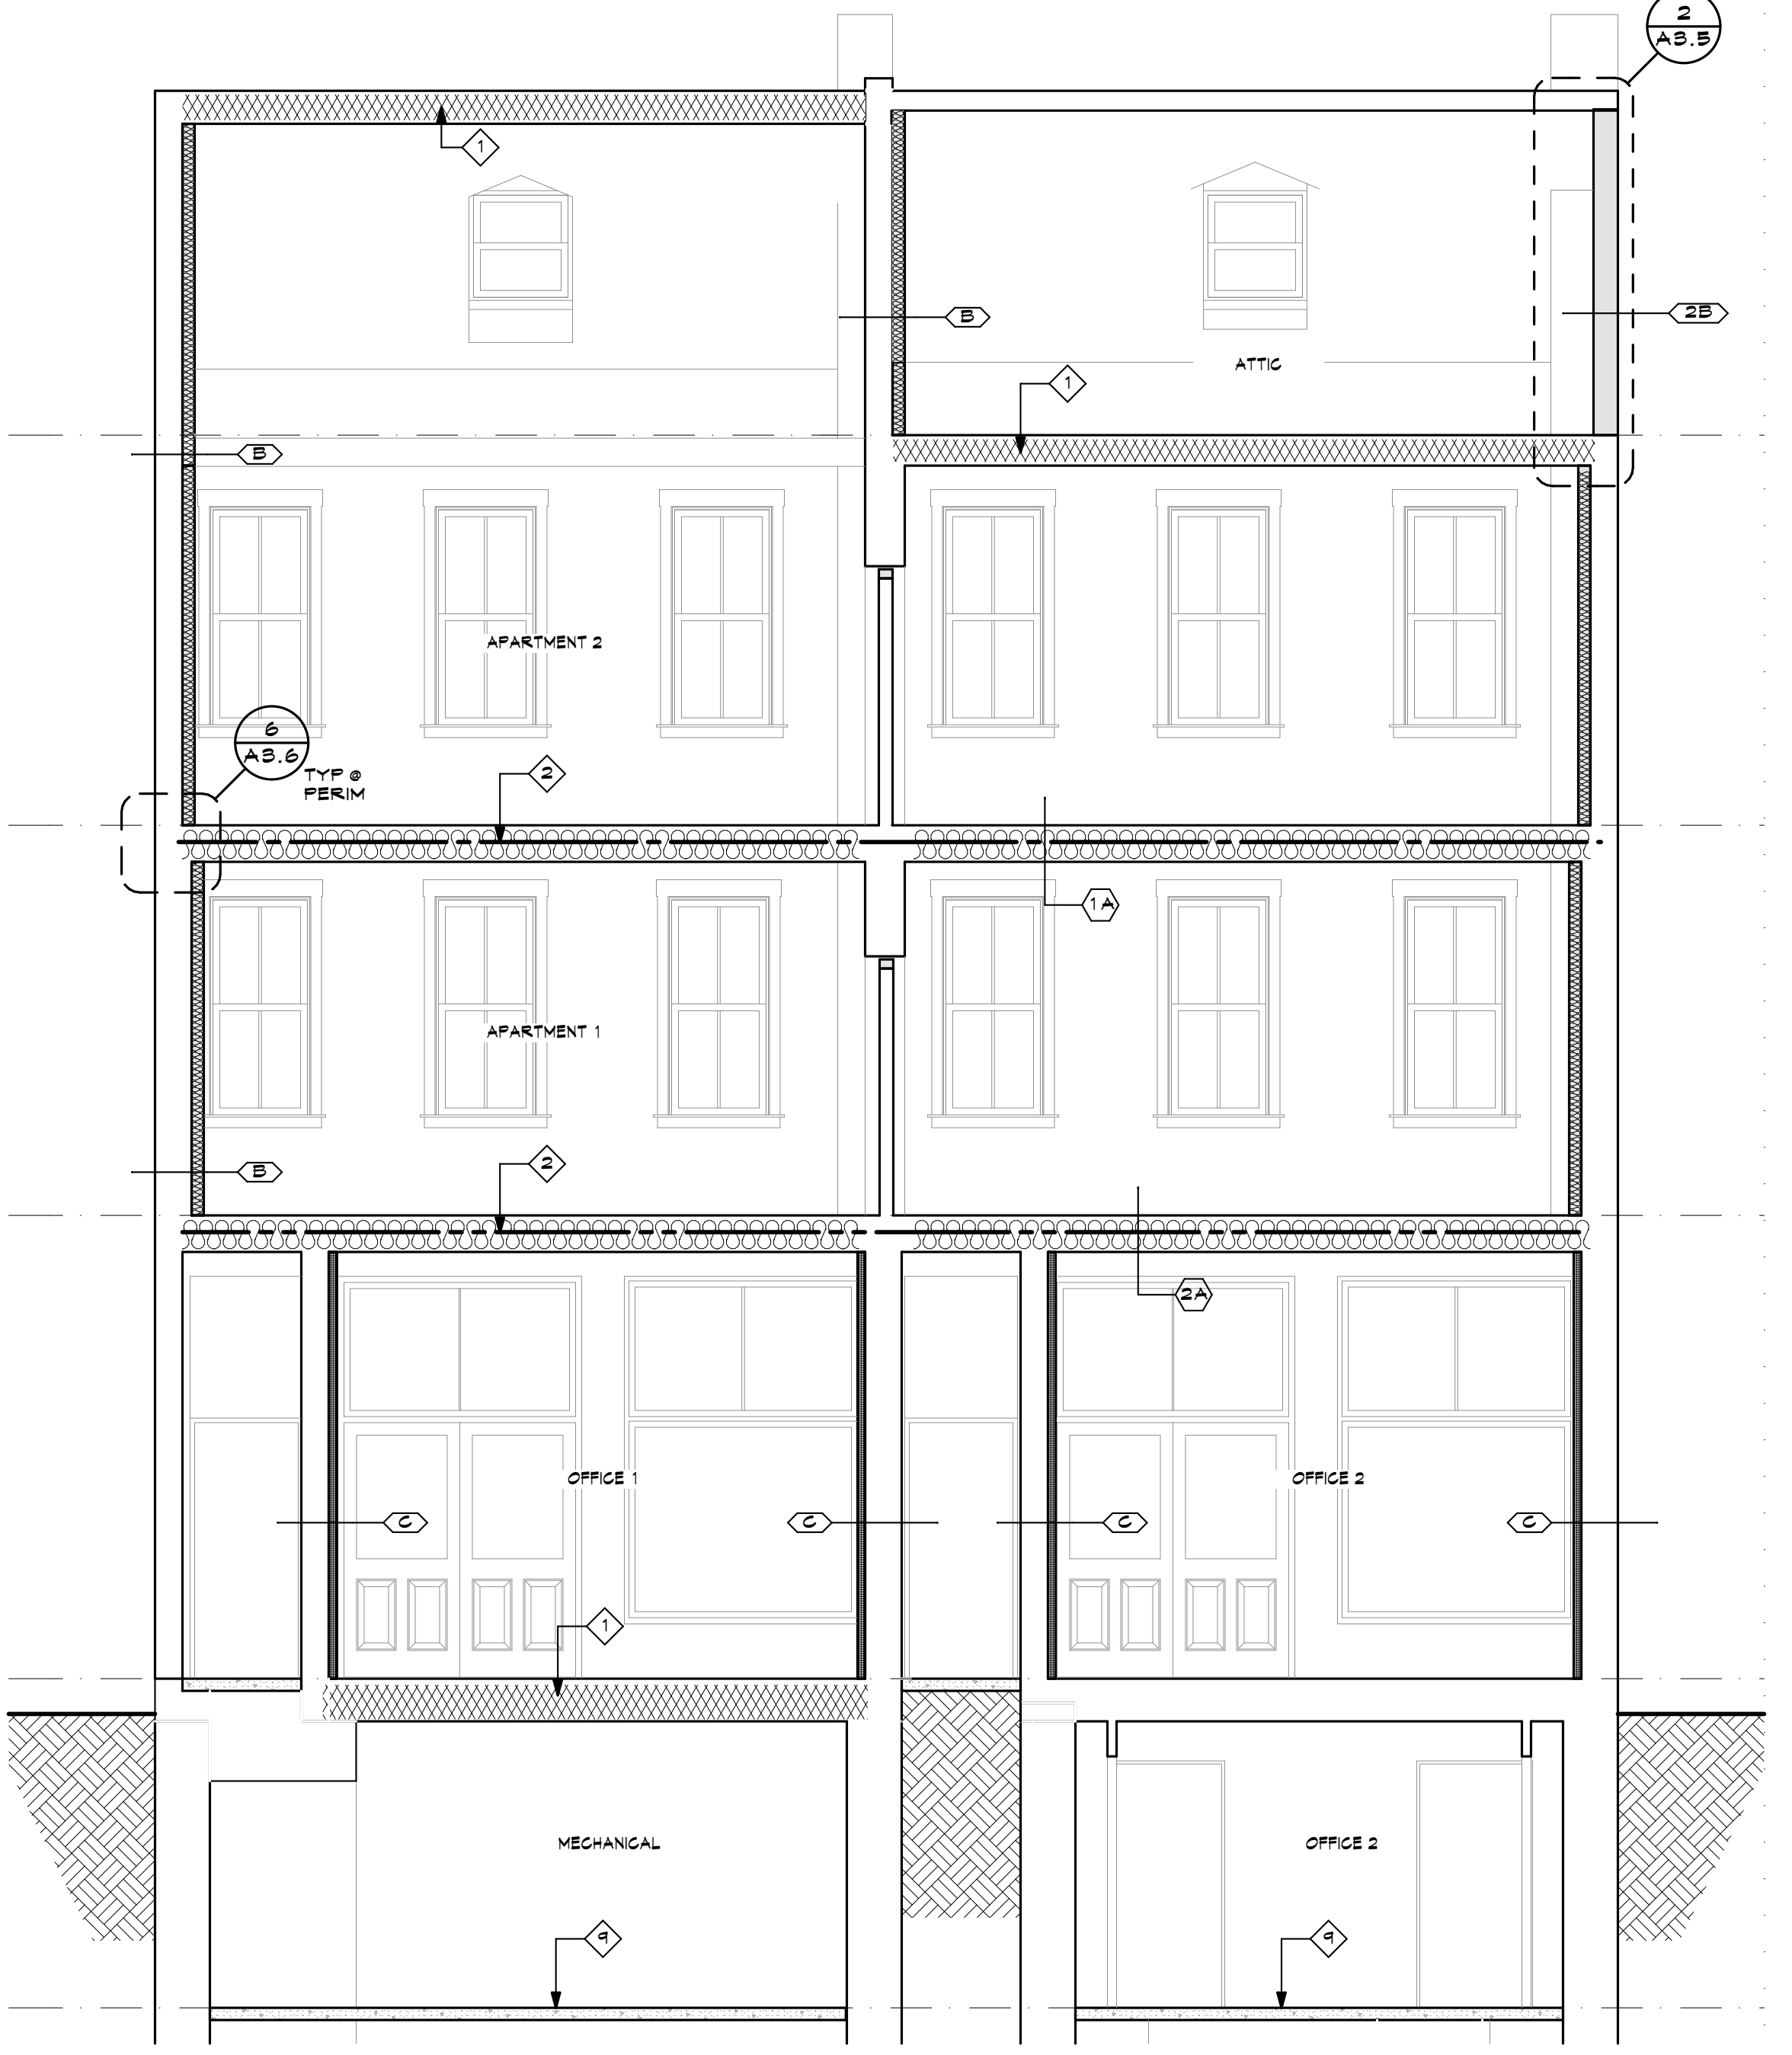 2
A3.5
1
B
2B
ATTIC
1
B
APARTMENT 2
6
A3.6
TYP @
PERIM
2
1A
APARTMENT 1
2
B
2A
OFFICE 1
OFFICE 2
C
C
C
C
1
MECHANICAL
OFFICE 2
9
9